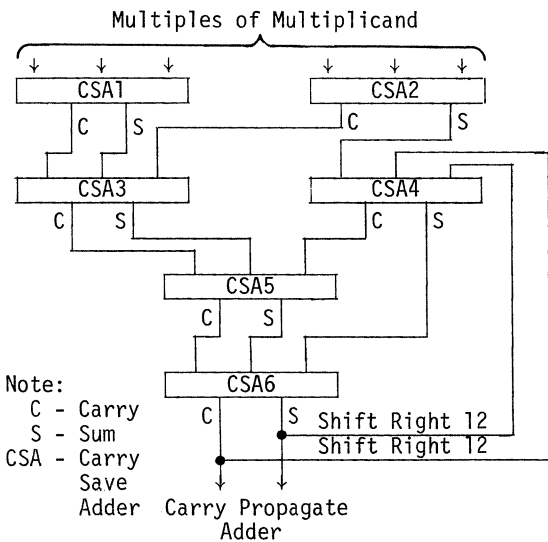 Multiples of Multiplicand
CSA1 CSA2
C S C S
CSA3 CSA4
C S C S
CSA5
C S
CSA6
Note:
C - Carry
S - Sum
CSA - Carry
Save
Adder
C S
Shift Right 12
Shift Right 12
Carry Propagate
Adder